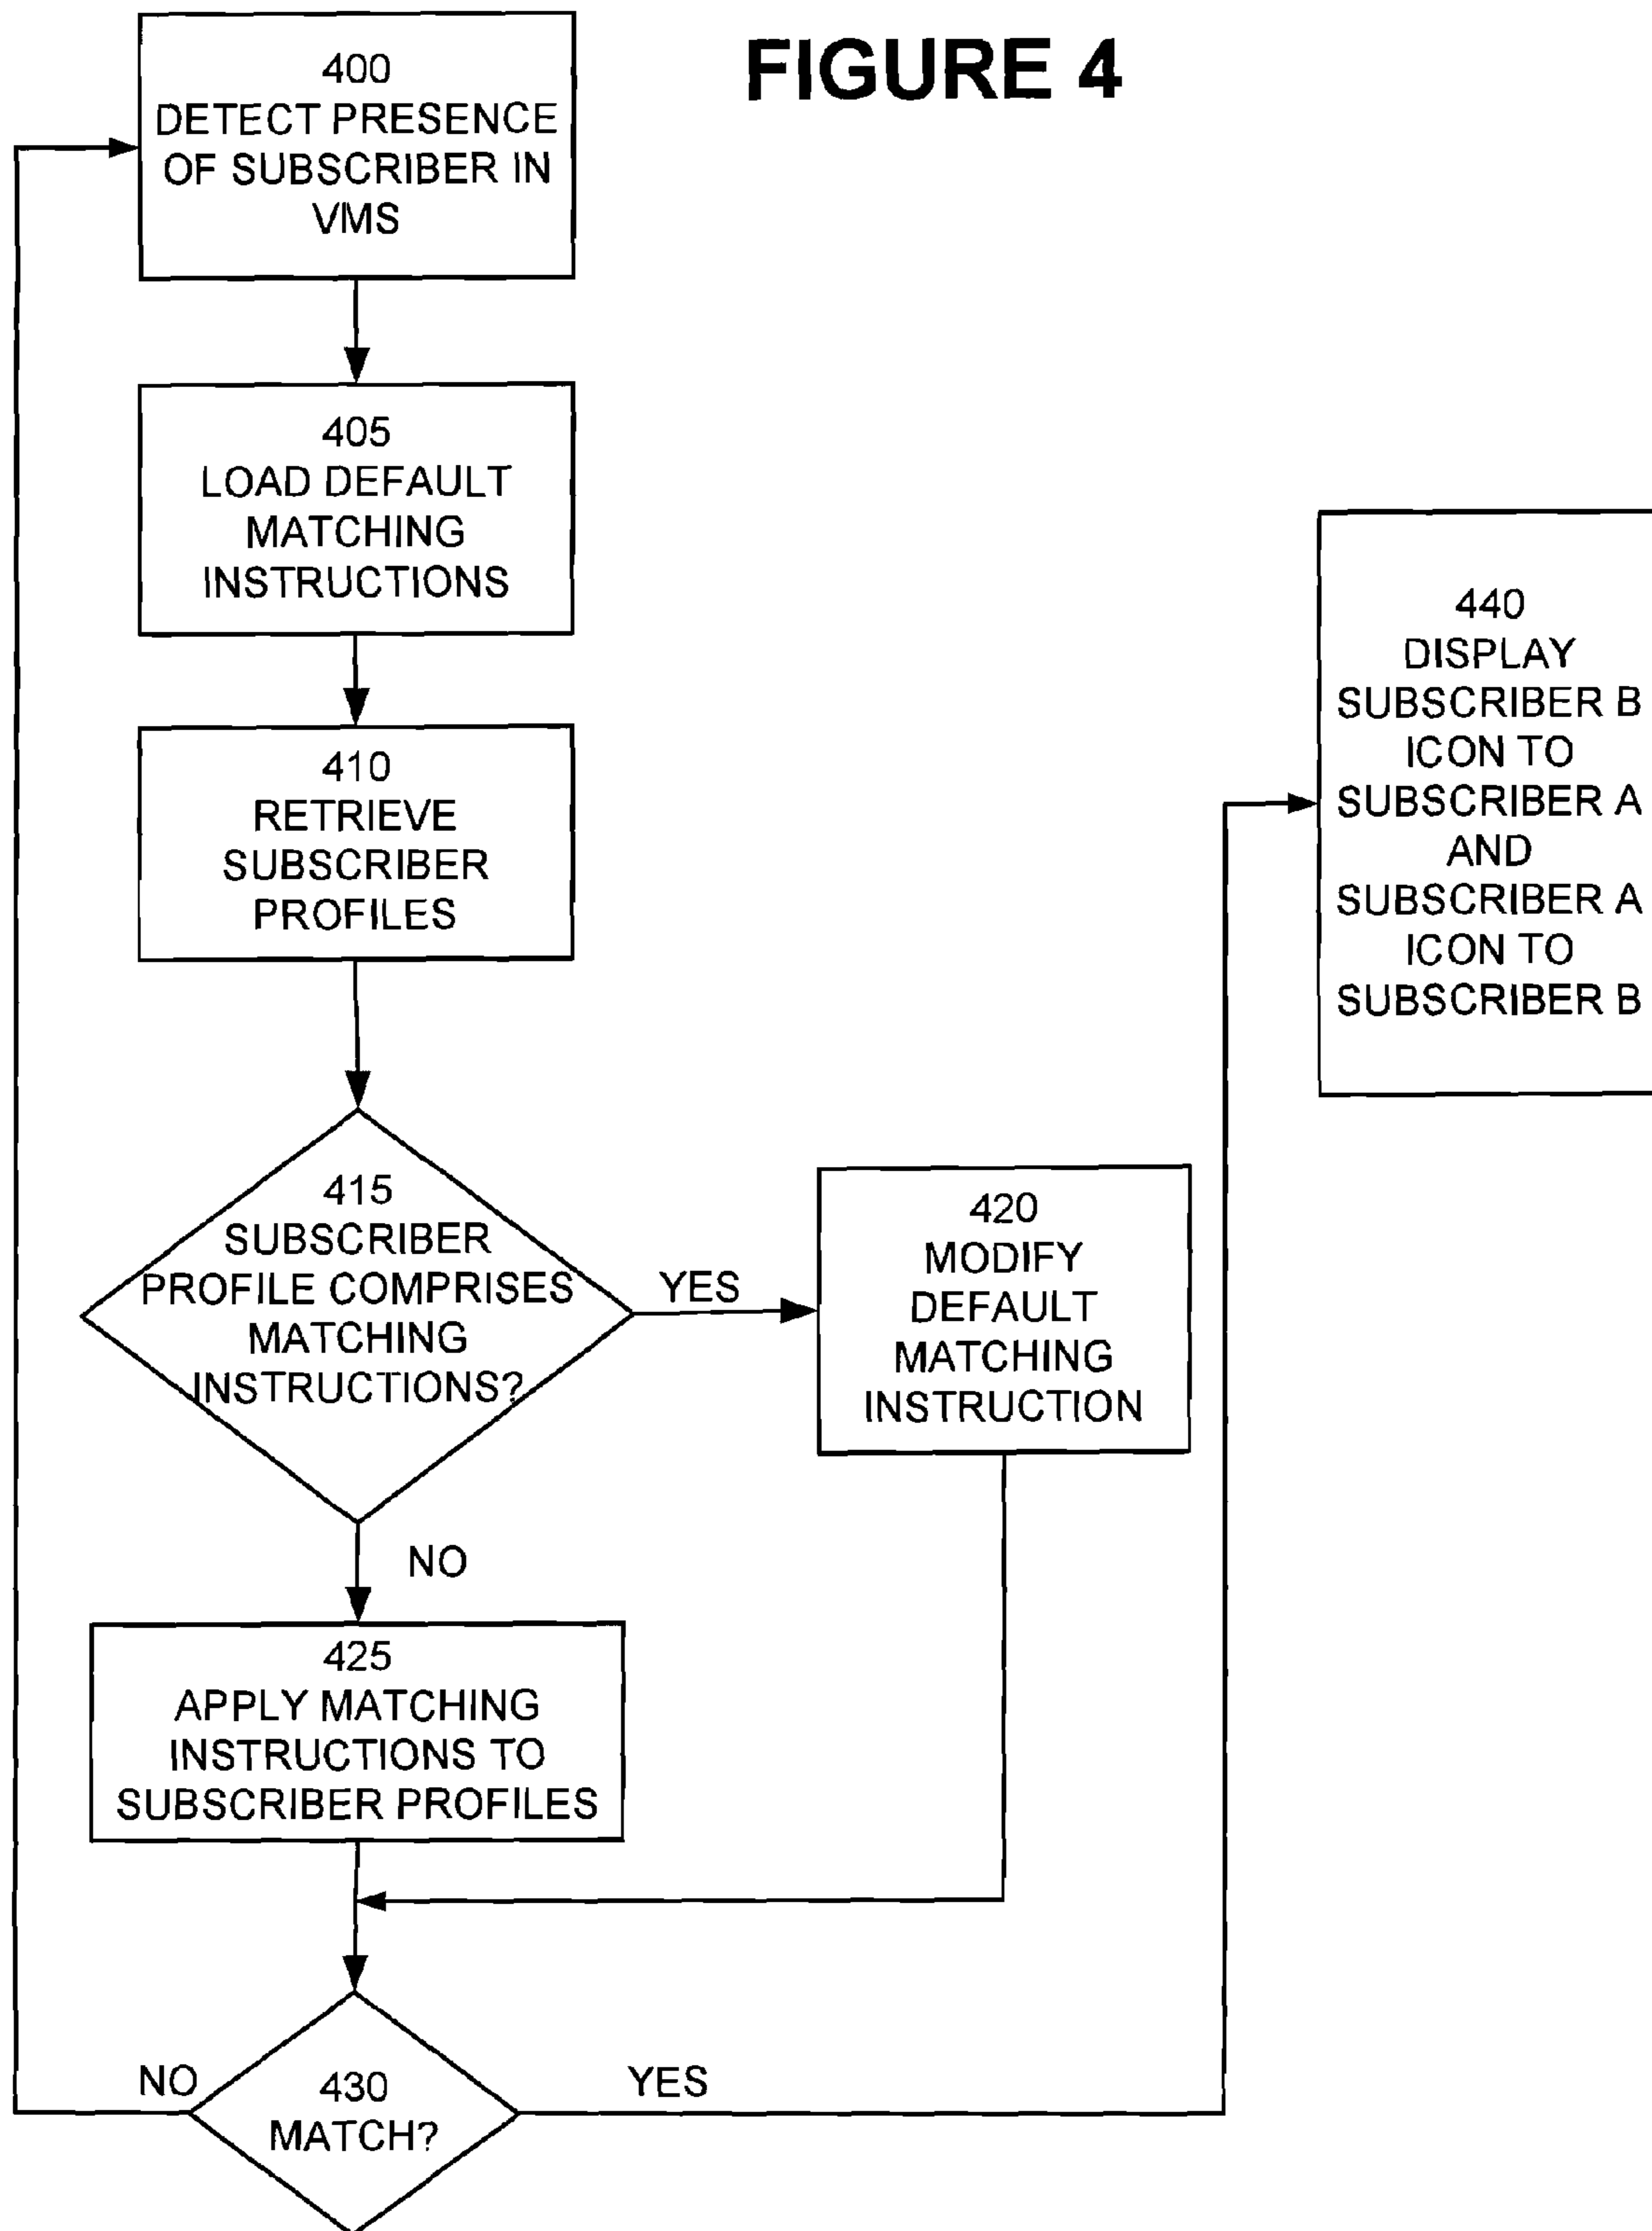 FIGURE 4
400
DETECT PRESENCE
OF SUBSCRIBER IN
VMS
405
LOAD DEFAULT
MATCHING
INSTRUCTIONS
410
RETRIEVE
SUBSCRIBER
PROFILES
415
SUBSCRIBER
PROFILE COMPRISES
MATCHING
INSTRUCTIONS?
YES
420
MODIFY
DEFAULT
MATCHING
INSTRUCTION
NO
425
APPLY MATCHING
INSTRUCTIONS TO
SUBSCRIBER PROFILES
430
MATCH?
NO
YES
440
DISPLAY
SUBSCRIBER B
ICON TO
SUBSCRIBER A
AND
SUBSCRIBER A
ICON TO
SUBSCRIBER B